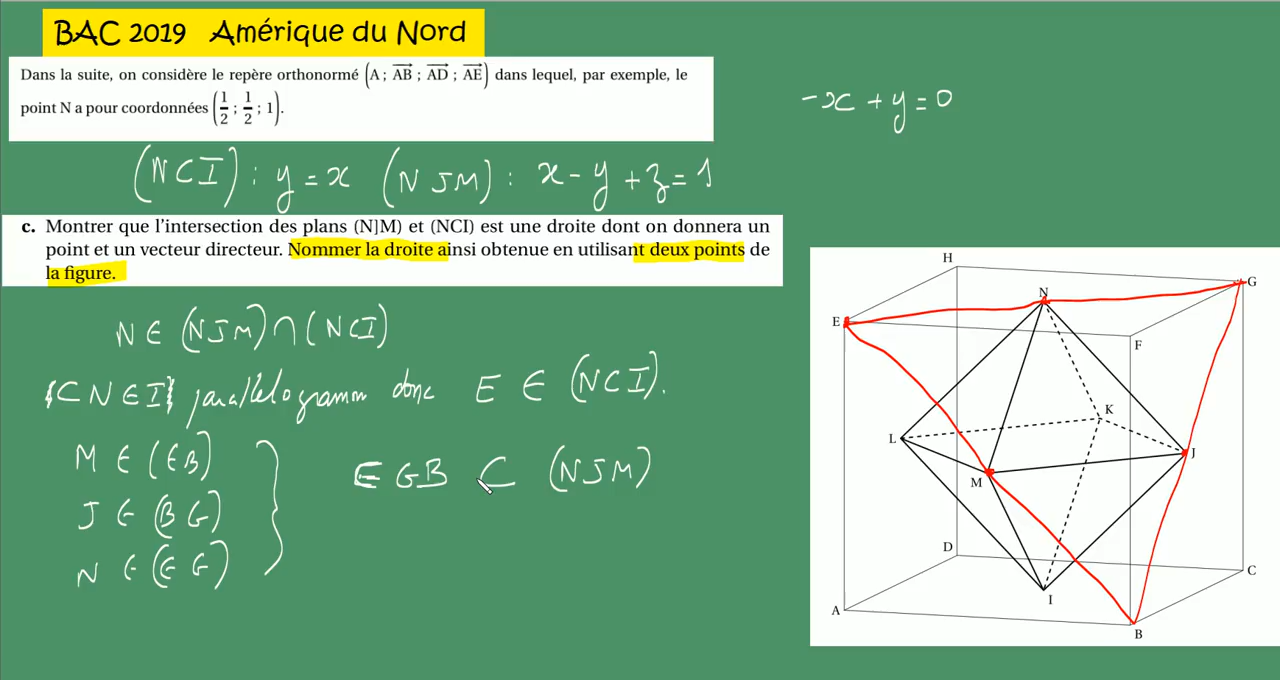 BAC 2019 Amérique du Nord
Dans la suite, on considère le repère orthonormé (A ; AB→ ; AD→ ; AE→) dans lequel, par exemple, le
point N a pour coordonnées (1/2 ; 1/2 ; 1).
-x + y = 0
(NCI) : y = x (NJM) : x - y + z = 1
c. Montrer que l'intersection des plans (NJM) et (NCI) est une droite dont on donnera un
point et un vecteur directeur. Nommer la droite ainsi obtenue en utilisant deux points de
la figure.
N ∈ (NJM) ∩ (NCI)
{CNEI} parallélogramm donc E ∈ (NCI).
M ∈ (EB)
J ∈ (BG)
N ∈ (EG)
EGB ⊂ (NJM)
H
N
G
E
F
K
L
J
M
D
C
I
A
B